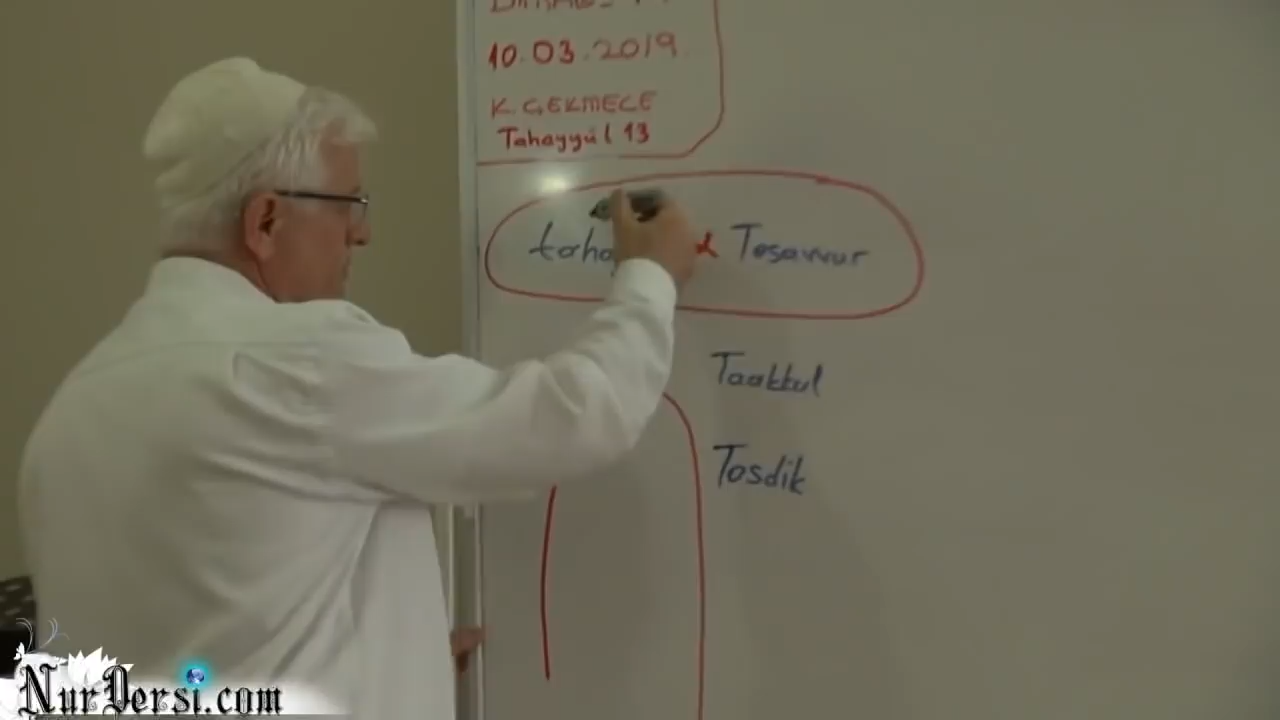 10.03.2019
K.ÇEKMECE
Tahayyül 13
Tasavvur
Taakkul
Tasdik
NurDersi.com